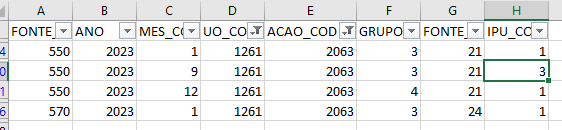 A B C D E F G H
FONTE_ ANO MES_CO UO_CO ACAO_COD GRUPO FONTE_ IPU_CO
4 550 2023 1 1261 2063 3 21 1
0 550 2023 9 1261 2063 3 21 3
1 550 2023 12 1261 2063 4 21 1
6 570 2023 1 1261 2063 3 24 1